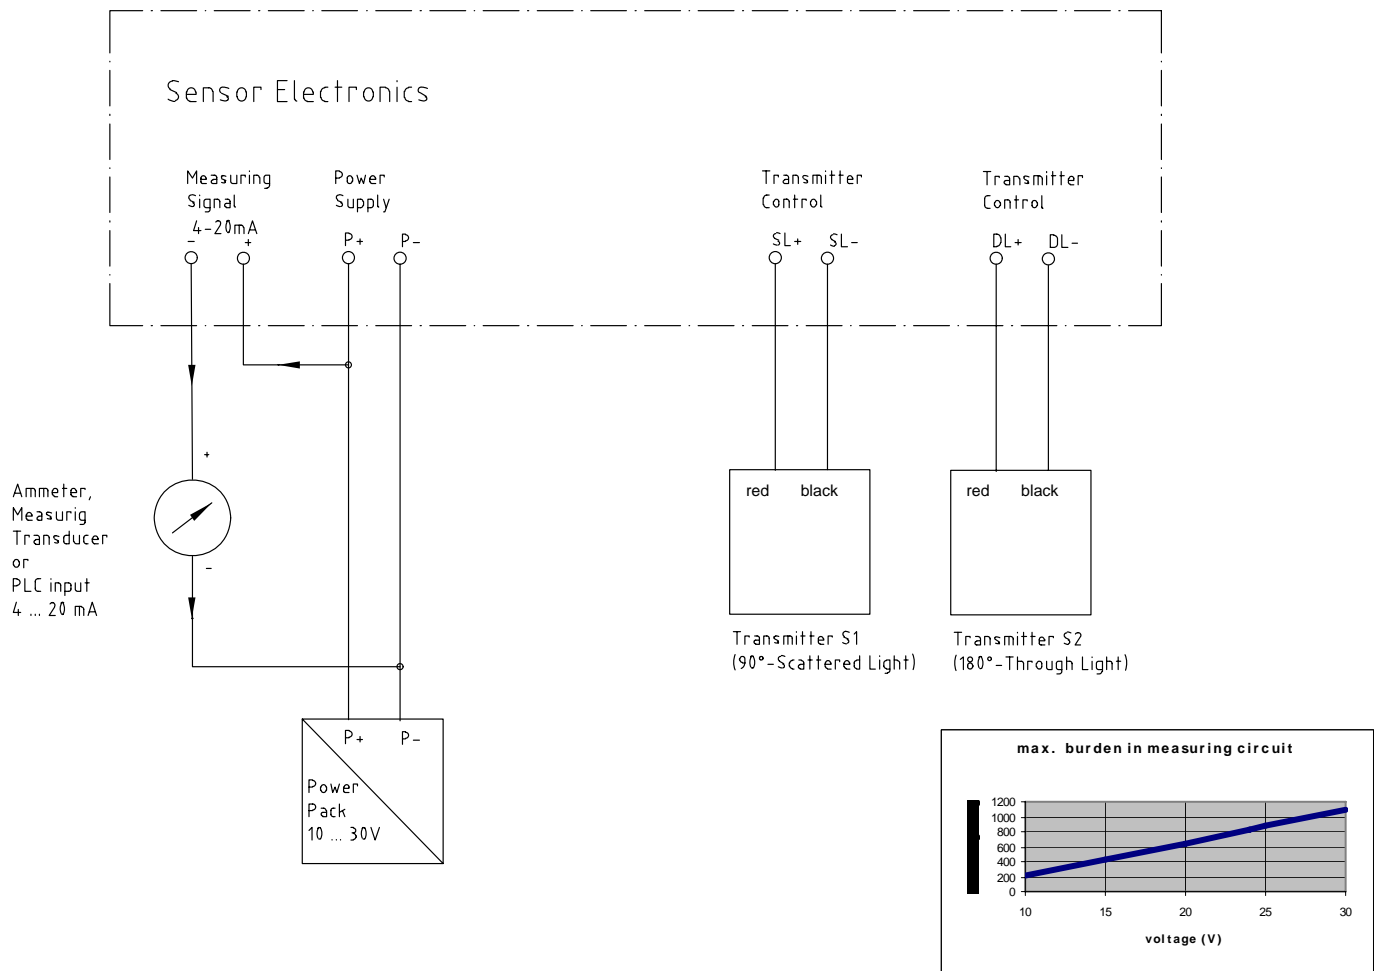 Sensor Electronics
Measuring
Signal
4-20mA
- +
Power
Supply
P+ P-
Transmitter
Control
SL+ SL-
Transmitter
Control
DL+ DL-
+
Ammeter,
Measurig
Transducer
or
PLC input
4 ... 20 mA
-
red black
Transmitter S1
(90°-Scattered Light)
red black
Transmitter S2
(180°-Through Light)
P+ P-
Power
Pack
10 ... 30V
max. burden in measuring circuit
1200
1000
800
600
400
200
0
10 15 20 25 30
voltage (V)